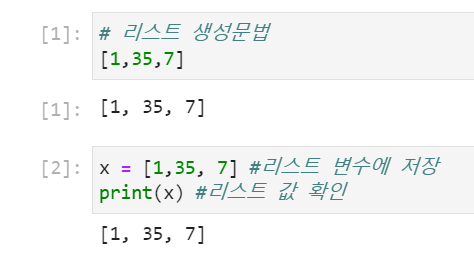 [1]: # 리스트 생성문법
[1,35,7]
[1]: [1, 35, 7]
[2]: x = [1,35, 7] #리스트 변수에 저장
print(x) #리스트 값 확인
[1, 35, 7]